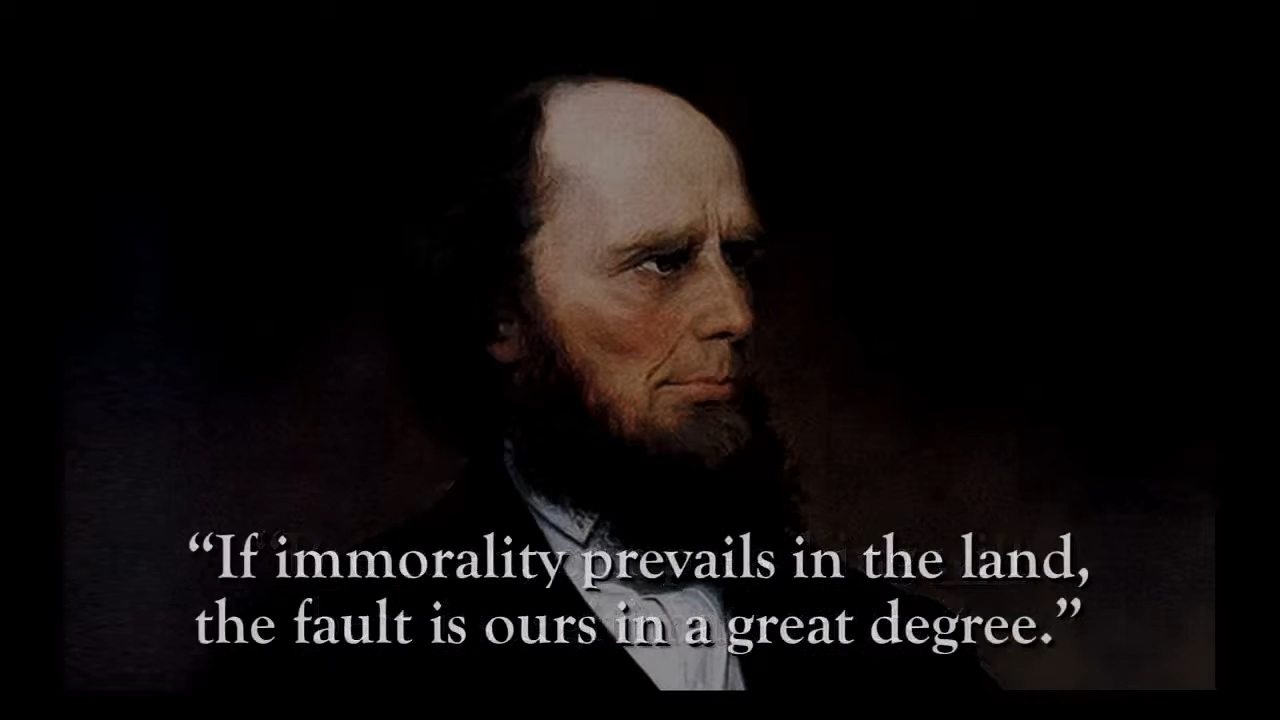 “If immorality prevails in the land,
the fault is ours in a great degree.”